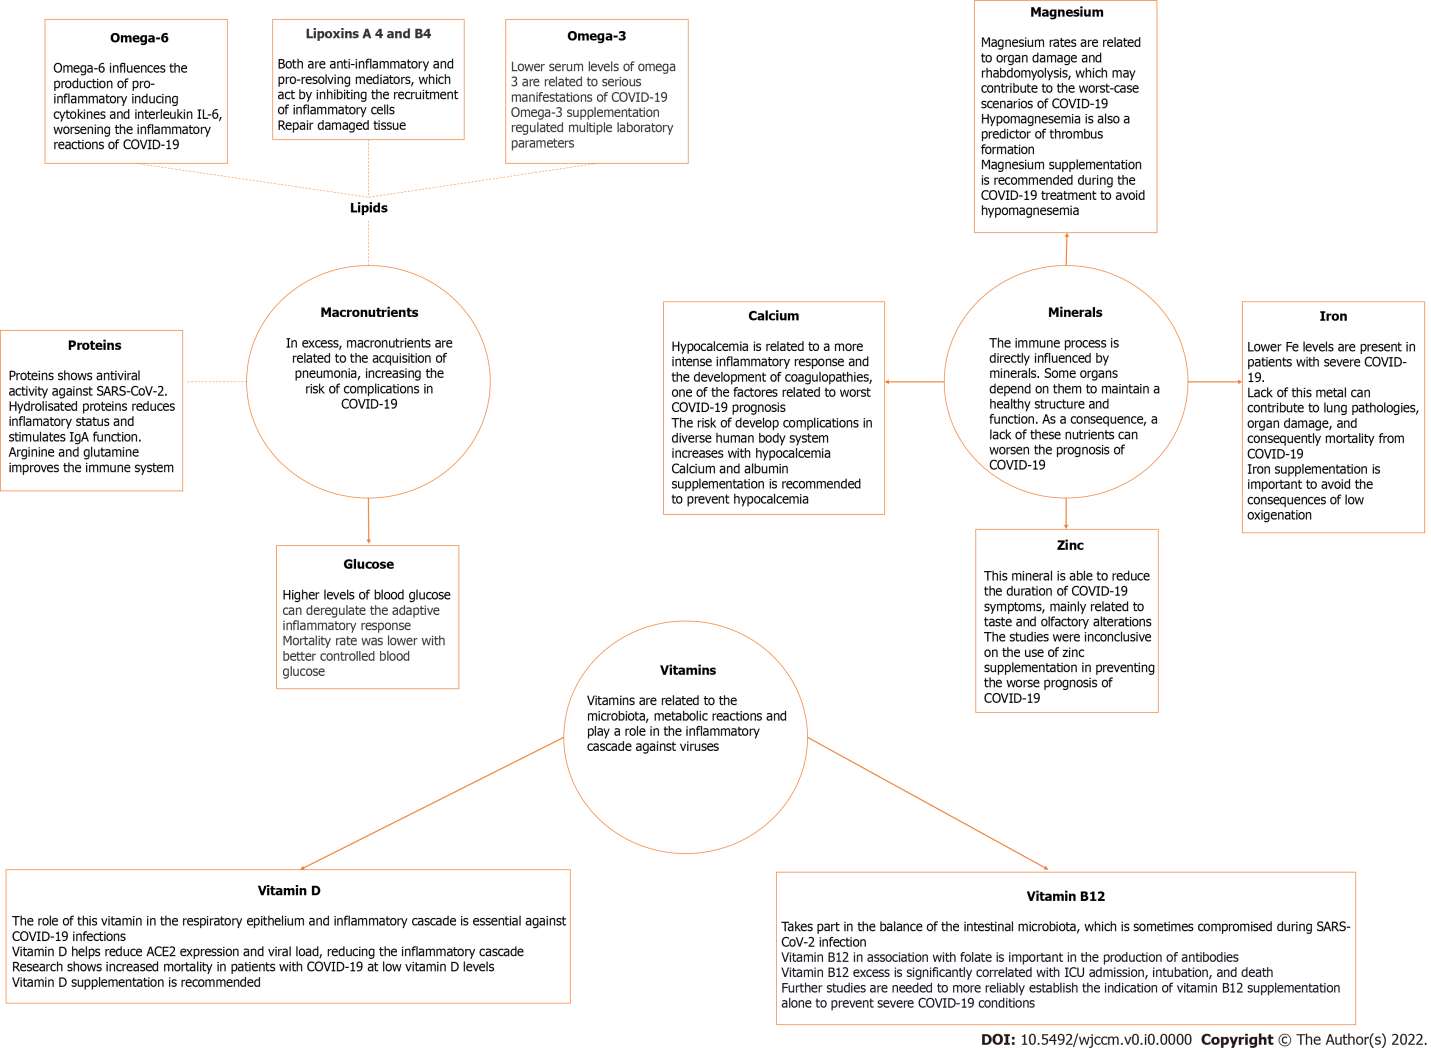 Omega-6
Omega-6 influences the
production of pro-
inflammatory inducing
cytokines and interleukin IL-6,
worsening the inflammatory
reactions of COVID-19
Lipoxins A 4 and B4
Both are anti-inflammatory and
pro-resolving mediators, which
act by inhibiting the recruitment
of inflammatory cells
Repair damaged tissue
Omega-3
Lower serum levels of omega
3 are related to serious
manifestations of COVID-19
Omega-3 supplementation
regulated multiple laboratory
parameters
Lipids
Macronutrients
In excess, macronutrients are
related to the acquisition of
pneumonia, increasing the
risk of complications in
COVID-19
Proteins
Proteins shows antiviral
activity against SARS-CoV-2.
Hydrolisated proteins reduces
inflamatory status and
stimulates IgA function.
Arginine and glutamine
improves the immune system
Glucose
Higher levels of blood glucose
can deregulate the adaptive
inflammatory response
Mortality rate was lower with
better controlled blood
glucose
Magnesium
Magnesium rates are related
to organ damage and
rhabdomyolysis, which may
contribute to the worst-case
scenarios of COVID-19
Hypomagnesemia is also a
predictor of thrombus
formation
Magnesium supplementation
is recommended during the
COVID-19 treatment to avoid
hypomagnesemia
Calcium
Hypocalcemia is related to a more
intense inflammatory response and
the development of coagulopathies,
one of the factores related to worst
COVID-19 prognosis
The risk of develop complications in
diverse human body system
increases with hypocalcemia
Calcium and albumin
supplementation is recommended
to prevent hypocalcemia
Minerals
The immune process is
directly influenced by
minerals. Some organs
depend on them to maintain a
healthy structure and
function. As a consequence, a
lack of these nutrients can
worsen the prognosis of
COVID-19
Iron
Lower Fe levels are present in
patients with severe COVID-
19.
Lack of this metal can
contribute to lung pathologies,
organ damage, and
consequently mortality from
COVID-19
Iron supplementation is
important to avoid the
consequences of low
oxigenation
Zinc
This mineral is able to reduce
the duration of COVID-19
symptoms, mainly related to
taste and olfactory alterations
The studies were inconclusive
on the use of zinc
supplementation in preventing
the worse prognosis of
COVID-19
Vitamins
Vitamins are related to the
microbiota, metabolic reactions and
play a role in the inflammatory
cascade against viruses
Vitamin D
The role of this vitamin in the respiratory epithelium and inflammatory cascade is essential against
COVID-19 infections
Vitamin D helps reduce ACE2 expression and viral load, reducing the inflammatory cascade
Research shows increased mortality in patients with COVID-19 at low vitamin D levels
Vitamin D supplementation is recommended
Vitamin B12
Takes part in the balance of the intestinal microbiota, which is sometimes compromised during SARS-
CoV-2 infection
Vitamin B12 in association with folate is important in the production of antibodies
Vitamin B12 excess is significantly correlated with ICU admission, intubation, and death
Further studies are needed to more reliably establish the indication of vitamin B12 supplementation
alone to prevent severe COVID-19 conditions
DOI: 10.5492/wjccm.v0.i0.0000 Copyright © The Author(s) 2022.